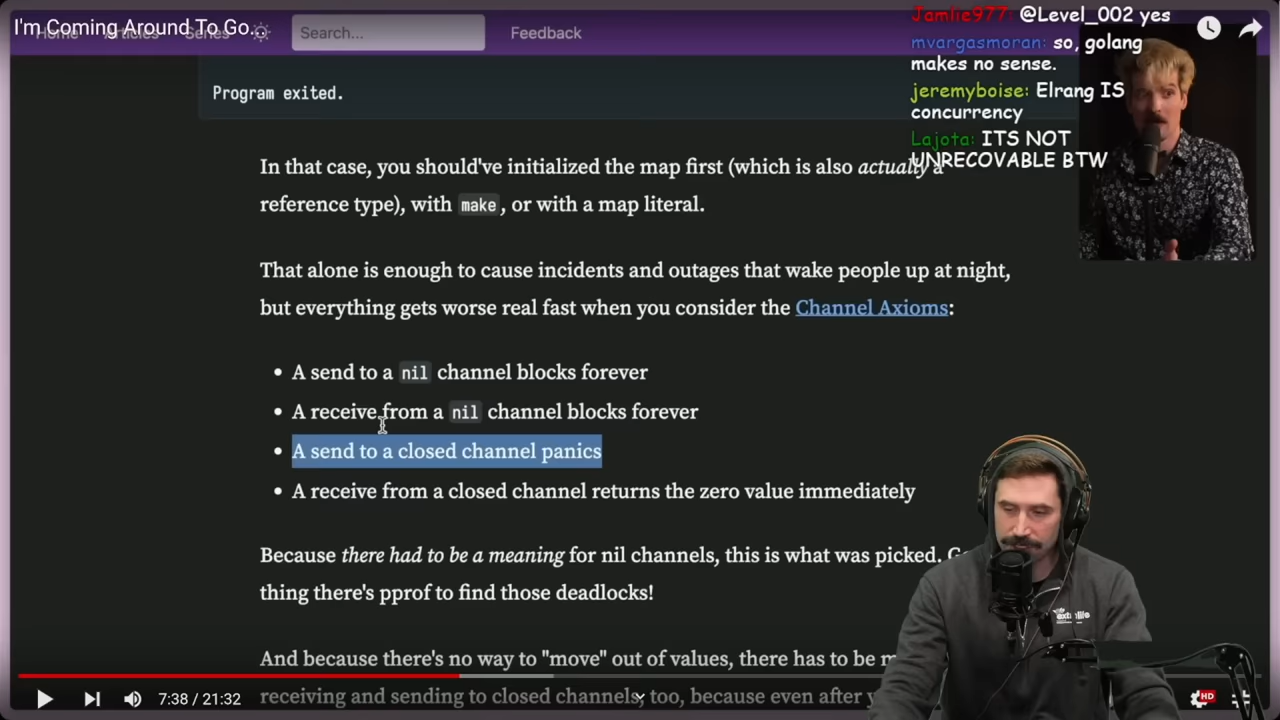 I'm Coming Around To Go...
Home Articles Series
Search...
Feedback
Jamlie977: @Level_002 yes
mvargasmoran: so, golang
makes no sense.
jeremyboise: Elrang IS
concurrency
Lajota: ITS NOT
UNRECOVABLE BTW
Program exited.
In that case, you should've initialized the map first (which is also actually a
reference type), with make, or with a map literal.
That alone is enough to cause incidents and outages that wake people up at night,
but everything gets worse real fast when you consider the Channel Axioms:
• A send to a nil channel blocks forever
• A receive from a nil channel blocks forever
• A send to a closed channel panics
• A receive from a closed channel returns the zero value immediately
Because there had to be a meaning for nil channels, this is what was picked.
thing there's pprof to find those deadlocks!
And because there's no way to "move" out of values, there has to be
receiving and sending to closed channels, too, because even after
7:38 / 21:32
HD